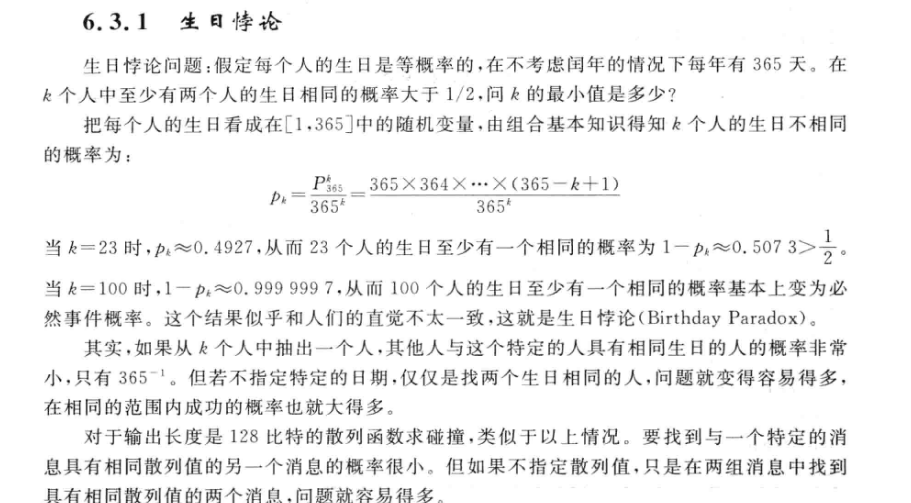 6.3.1 生日悖论
生日悖论问题:假定每个人的生日是等概率的,在不考虑闰年的情况下每年有 365 天。在
k 个人中至少有两个人的生日相同的概率大于 1/2,问 k 的最小值是多少?
把每个人的生日看成在[1,365]中的随机变量,由组合基本知识得知 k 个人的生日不相同
的概率为:
pₖ=P₃₆₅ᵏ/365ᵏ=365×364×⋯×(365−k+1)/365ᵏ
当 k=23 时,pₖ≈0.4927,从而 23 个人的生日至少有一个相同的概率为 1−pₖ≈0.507 3>1/2。
当 k=100 时,1−pₖ≈0.999 999 7,从而 100 个人的生日至少有一个相同的概率基本上变为必
然事件概率。这个结果似乎和人们的直觉不太一致,这就是生日悖论(Birthday Paradox)。
其实,如果从 k 个人中抽出一个人,其他人与这个特定的人具有相同生日的人的概率非常
小,只有 365⁻¹。但若不指定特定的日期,仅仅是找两个生日相同的人,问题就变得容易得多,
在相同的范围内成功的概率也就大得多。
对于输出长度是 128 比特的散列函数求碰撞,类似于以上情况。要找到与一个特定的消
息具有相同散列值的另一个消息的概率很小。但如果不指定散列值,只是在两组消息中找到
具有相同散列值的两个消息,问题就容易得多。